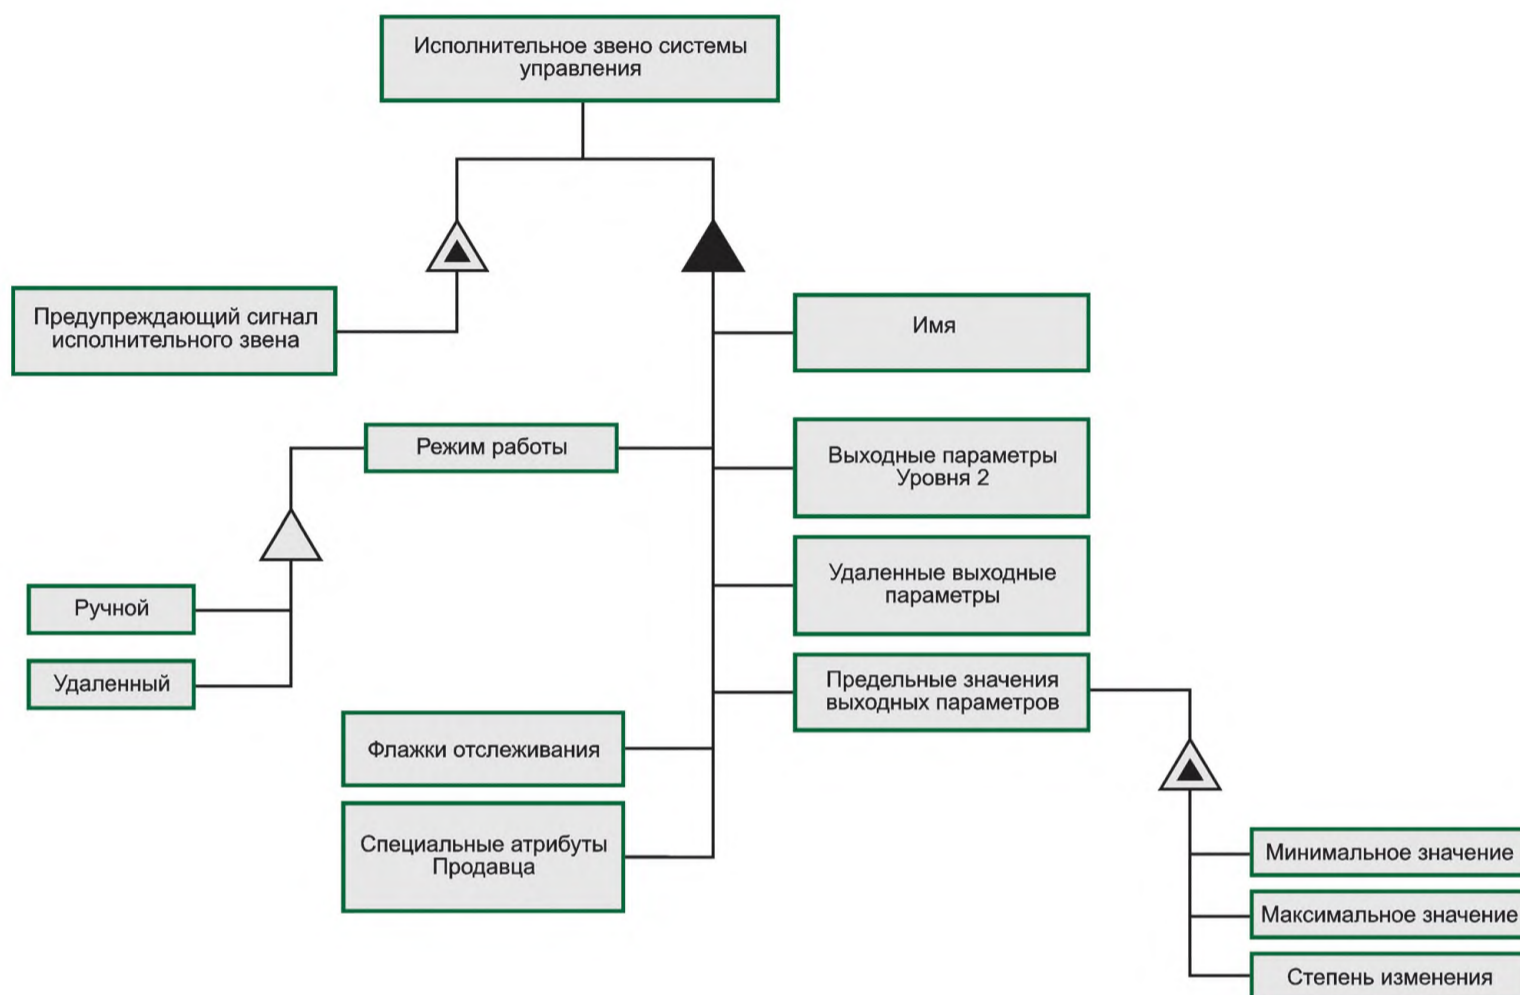 Исполнительное звено системы
управления
Предупреждающий сигнал
исполнительного звена
Имя
Режим работы
Выходные параметры
Уровня 2
Удаленные выходные
параметры
Ручной
Удаленный
Предельные значения
выходных параметров
Флажки отслеживания
Специальные атрибуты
Продавца
Минимальное значение
Максимальное значение
Степень изменения